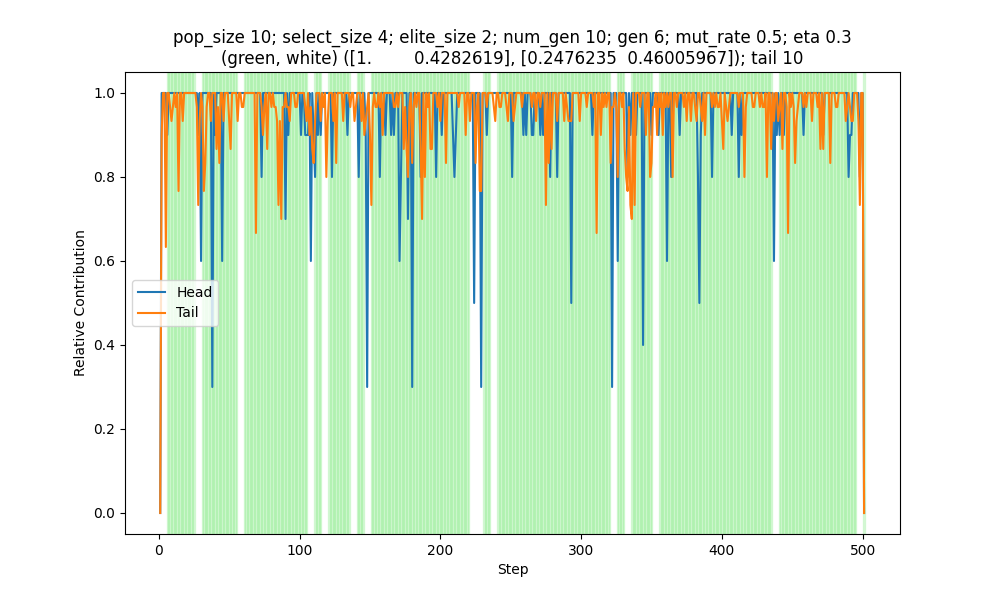 pop_size 10; select_size 4; elite_size 2; num_gen 10; gen 6; mut_rate 0.5; eta 0.3
(green, white) ([1. 0.4282619], [0.2476235 0.46005967]); tail 10
1.0
0.8
0.6
0.4
0.2
0.0
Relative Contribution
Head
Tail
0 100 200 300 400 500
Step